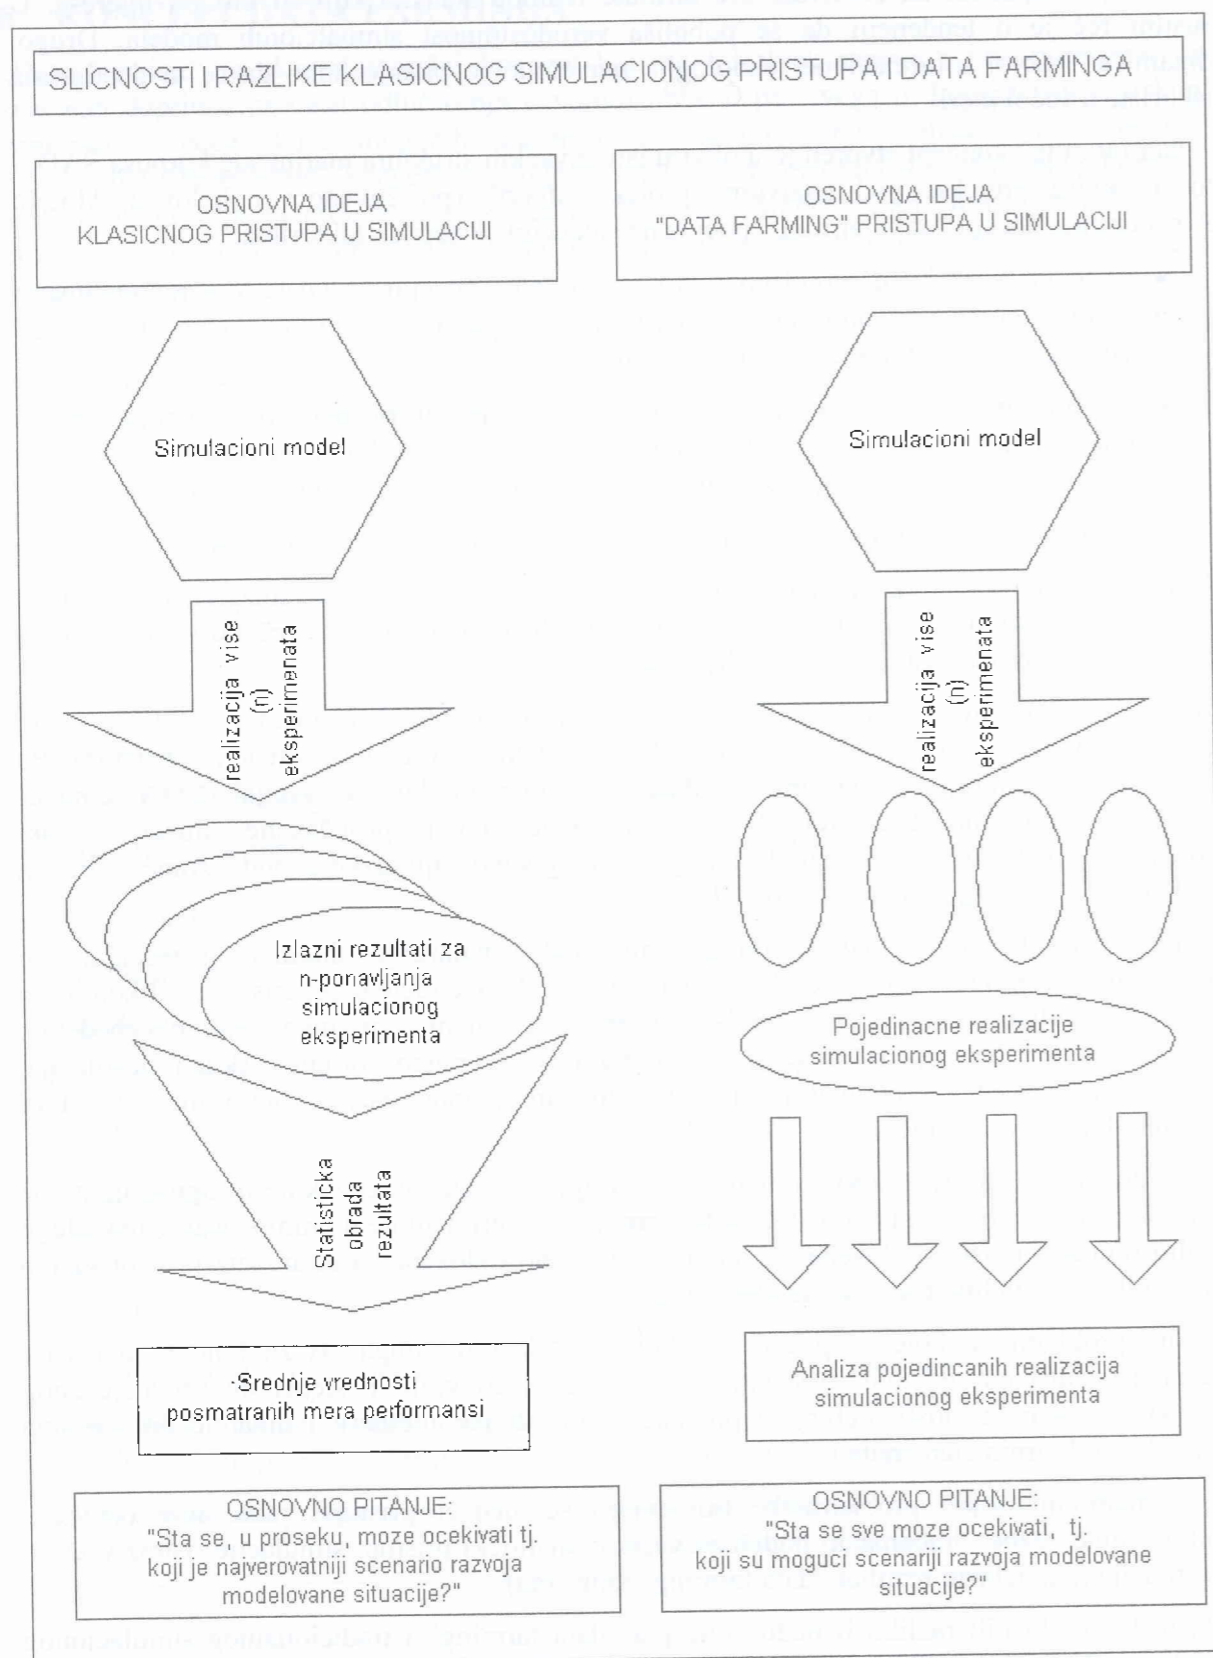 SLICNOSTI I RAZLIKE KLASICNOG SIMULACIONOG PRISTUPA I DATA FARMINGA
OSNOVNA IDEJA
KLASICNOG PRISTUPA U SIMULACIJI
OSNOVNA IDEJA
"DATA FARMING" PRISTUPA U SIMULACIJI
Simulacioni model
Simulacioni model
realizacija vise
(n)
eksperimenata
realizacija vise
(n)
eksperimenata
Izlazni rezultati za
n-ponavljanja
simulacionog
eksperimenta
Pojedinacne realizacije
simulacionog eksperimenta
Statisticka
obrada
rezultata
-Srednje vrednosti
posmatranih mera performansi
Analiza pojedincanih realizacija
simulacionog eksperimenta
OSNOVNO PITANJE:
"Sta se, u proseku, moze ocekivati tj.
koji je najverovatniji scenario razvoja
modelovane situacije?"
OSNOVNO PITANJE:
"Sta se sve moze ocekivati, tj.
koji su moguci scenariji razvoja modelovane
situacije?"